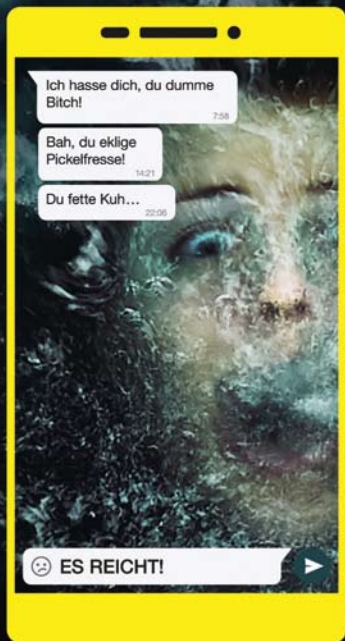 Ich hasse dich, du dumme
Bitch!
7:58
Bah, du eklige
Pickelfresse!
14:21
Du fette Kuh...
22:06
ES REICHT!